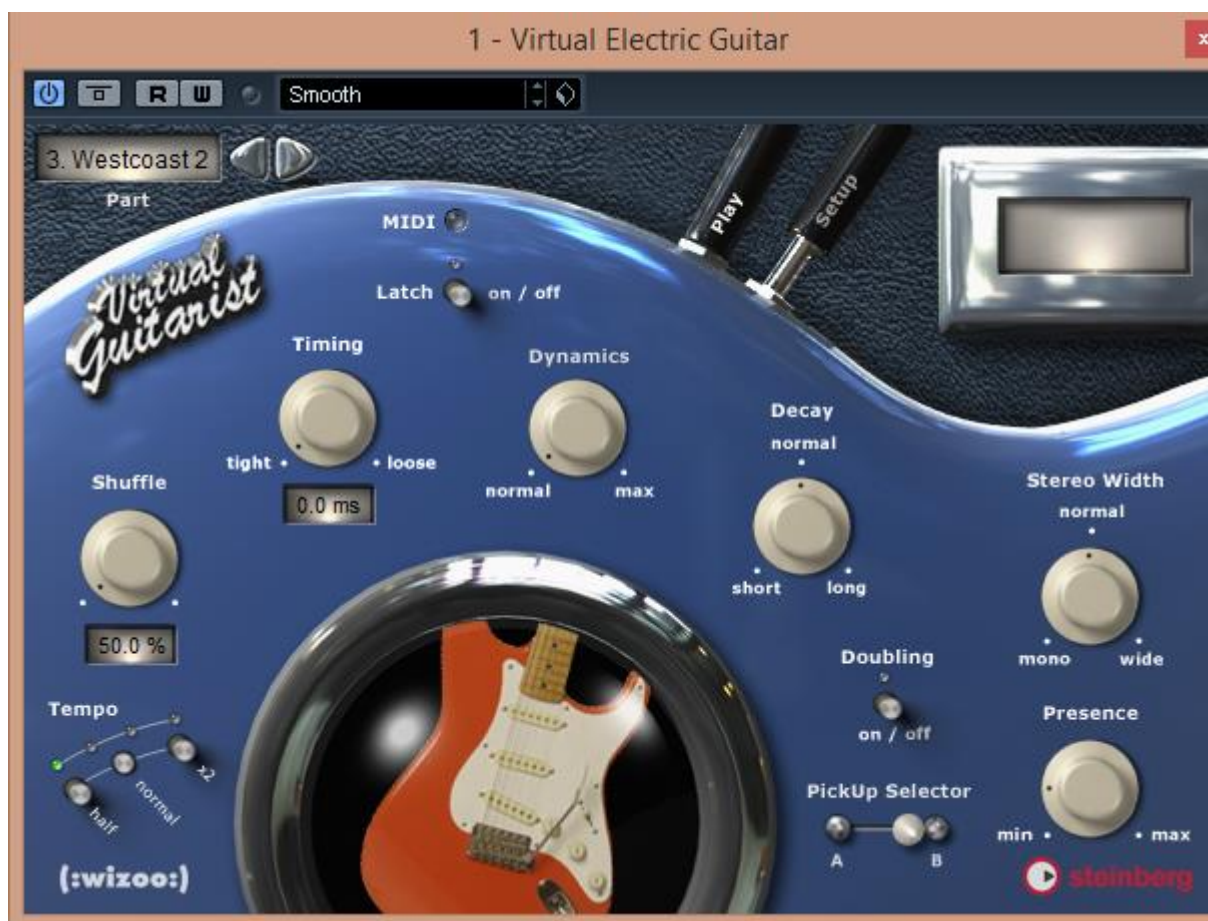 1 - Virtual Electric Guitar
x
R W
Smooth
3. Westcoast 2
Part
Play
Setup
MIDI
Latch on / off
Virtual
Guitarist
Timing
tight loose
0.0 ms
Dynamics
normal max
Decay
normal
short long
Stereo Width
normal
mono wide
Shuffle
50.0 %
Doubling
on / off
Tempo
half normal x2
Presence
min max
PickUp Selector
A B
(:wizoo:)
steinberg